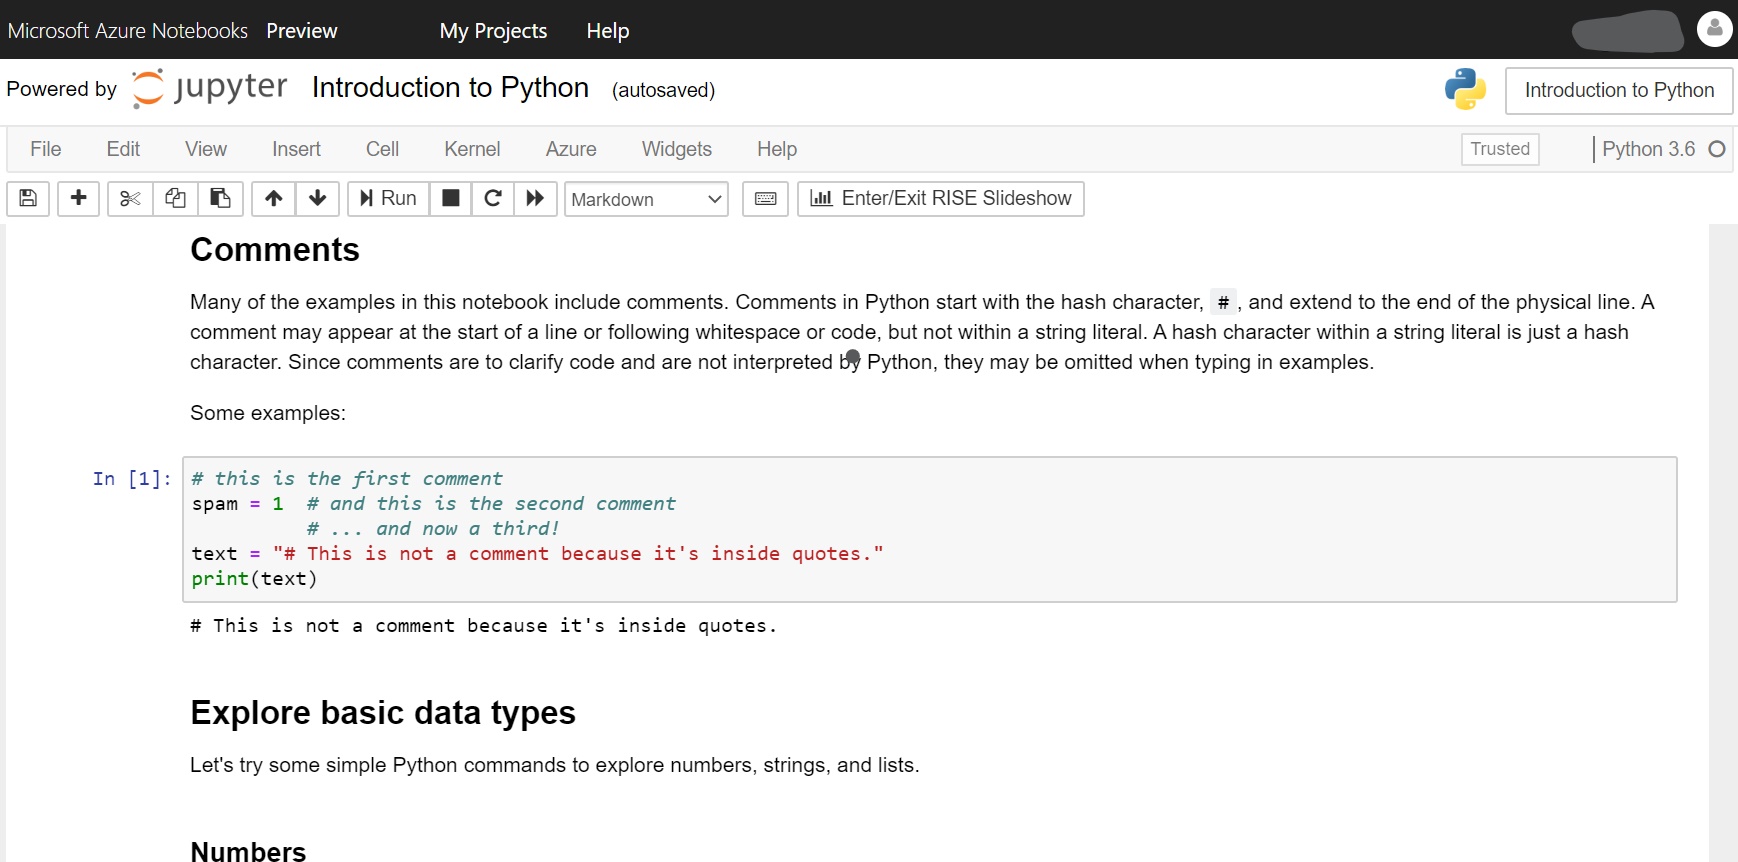 Microsoft Azure Notebooks Preview My Projects Help
Powered by jupyter Introduction to Python (autosaved) Introduction to Python
File Edit View Insert Cell Kernel Azure Widgets Help Trusted Python 3.6
Run Markdown Enter/Exit RISE Slideshow
Comments
Many of the examples in this notebook include comments. Comments in Python start with the hash character, #, and extend to the end of the physical line. A
comment may appear at the start of a line or following whitespace or code, but not within a string literal. A hash character within a string literal is just a hash
character. Since comments are to clarify code and are not interpreted by Python, they may be omitted when typing in examples.
Some examples:
In [1]: # this is the first comment
spam = 1  # and this is the second comment
          # ... and now a third!
text = "# This is not a comment because it's inside quotes."
print(text)
# This is not a comment because it's inside quotes.
Explore basic data types
Let's try some simple Python commands to explore numbers, strings, and lists.
Numbers